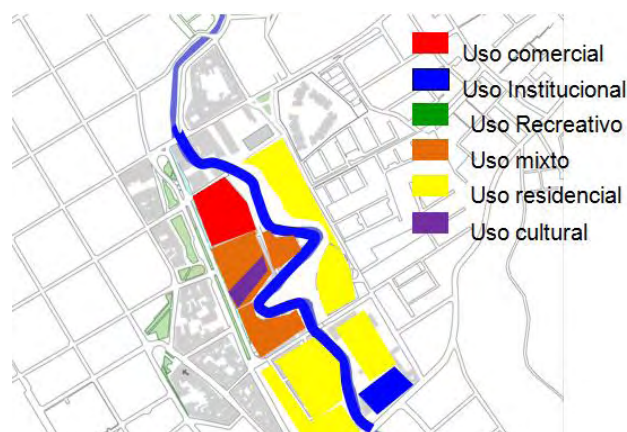 Uso comercial
Uso Institucional
Uso Recreativo
Uso mixto
Uso residencial
Uso cultural